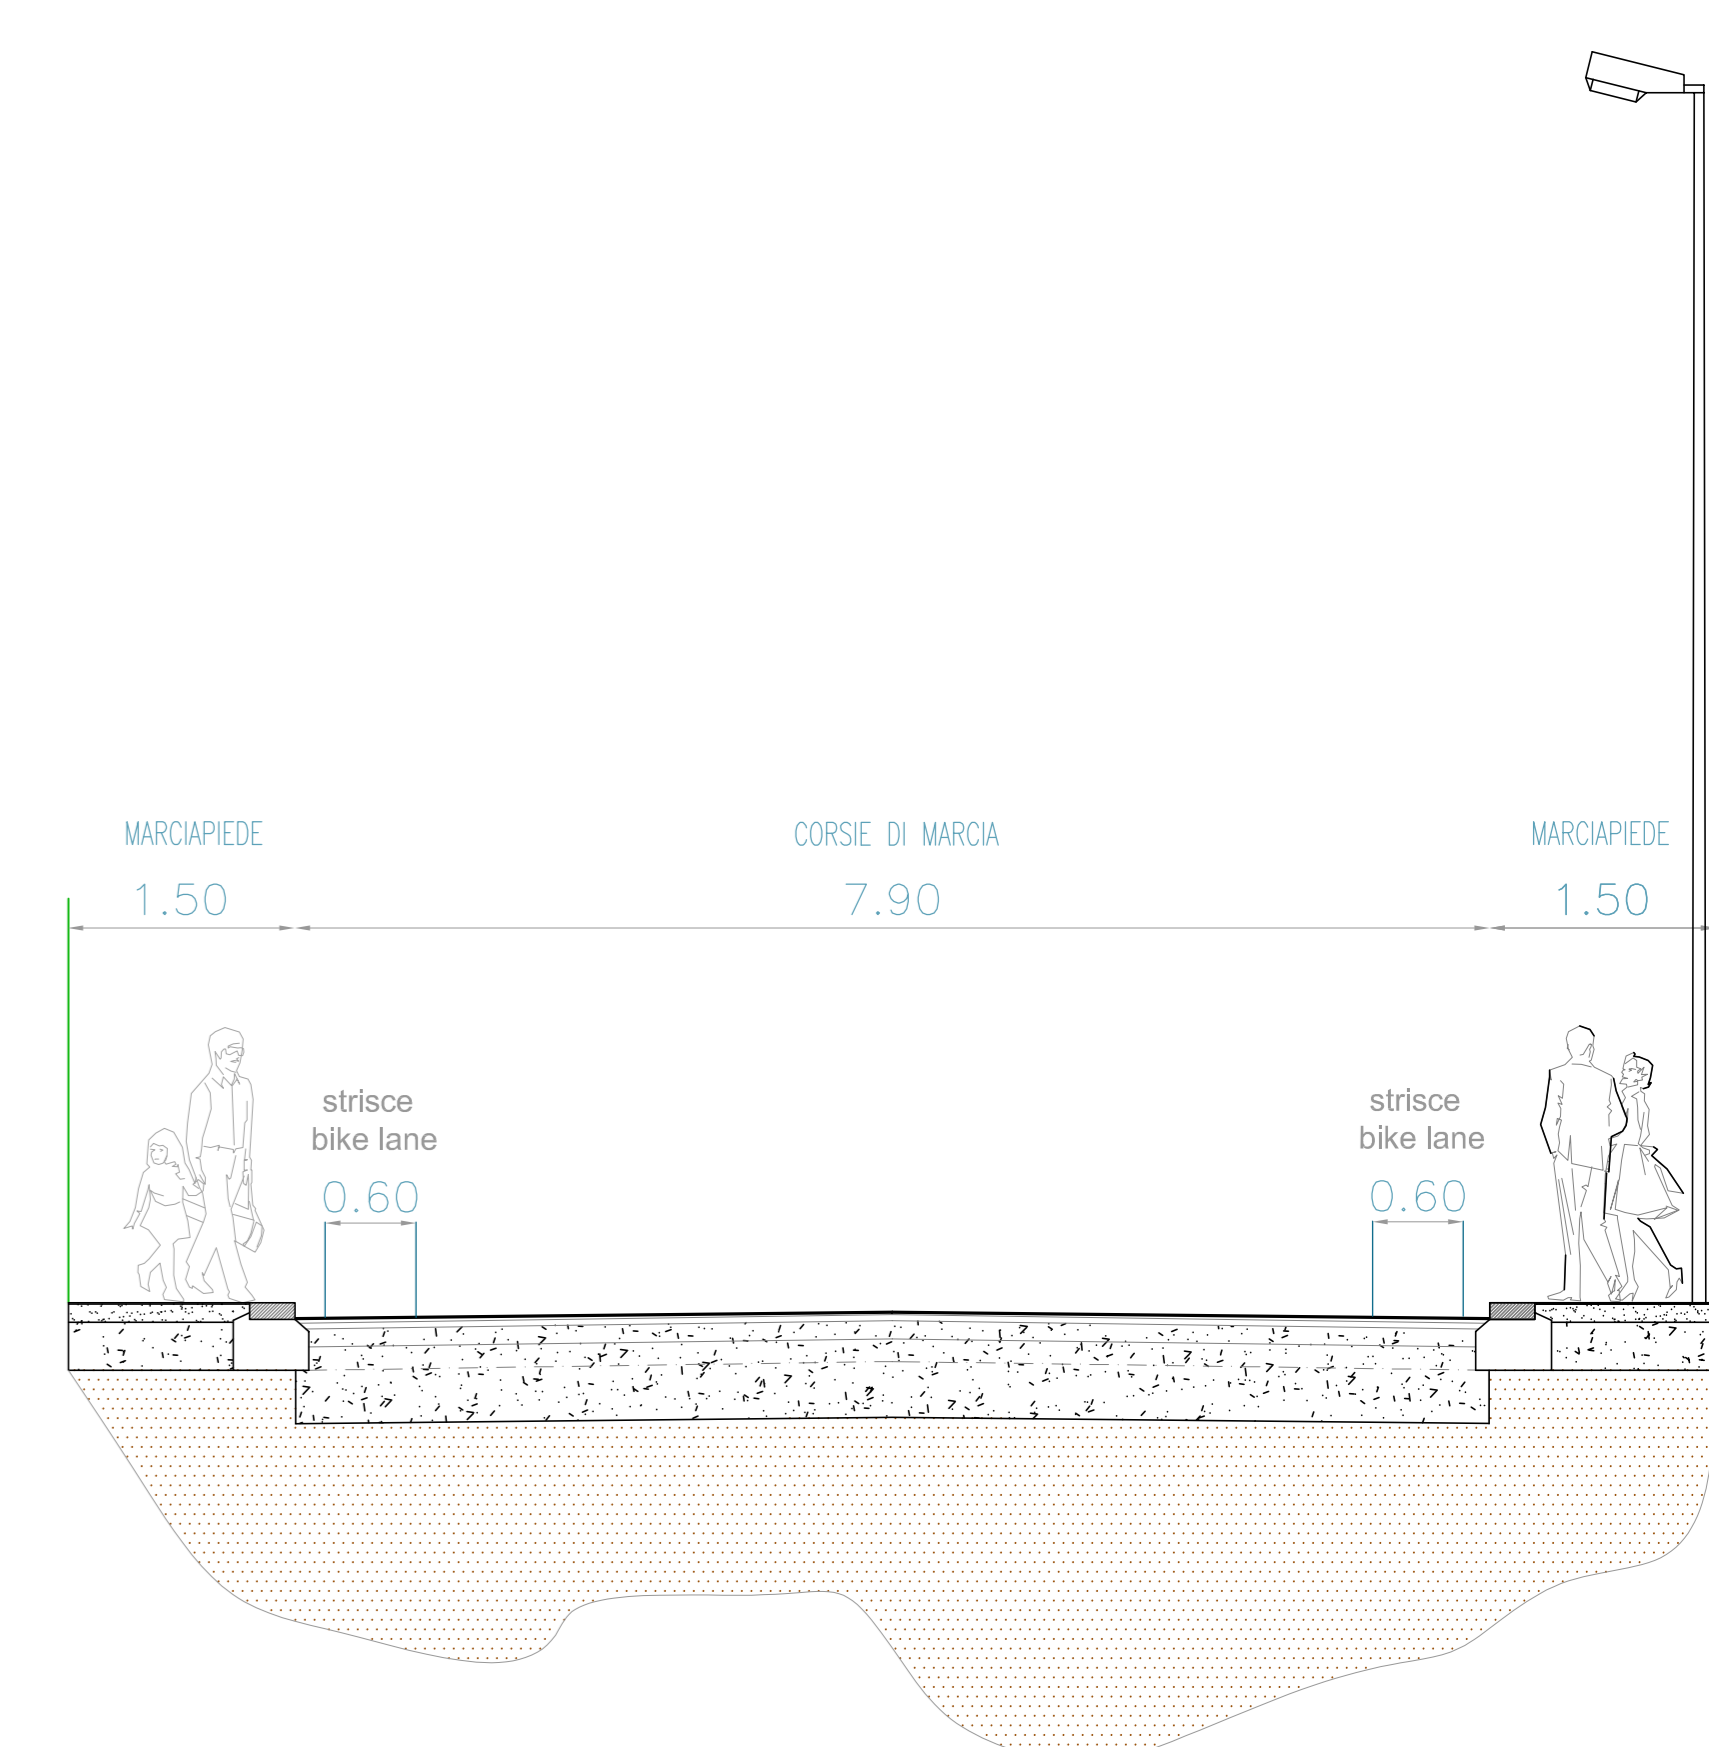 MARCIAPIEDE
CORSIE DI MARCIA
MARCIAPIEDE
1.50
7.90
1.50
strisce
bike lane
0.60
strisce
bike lane
0.60